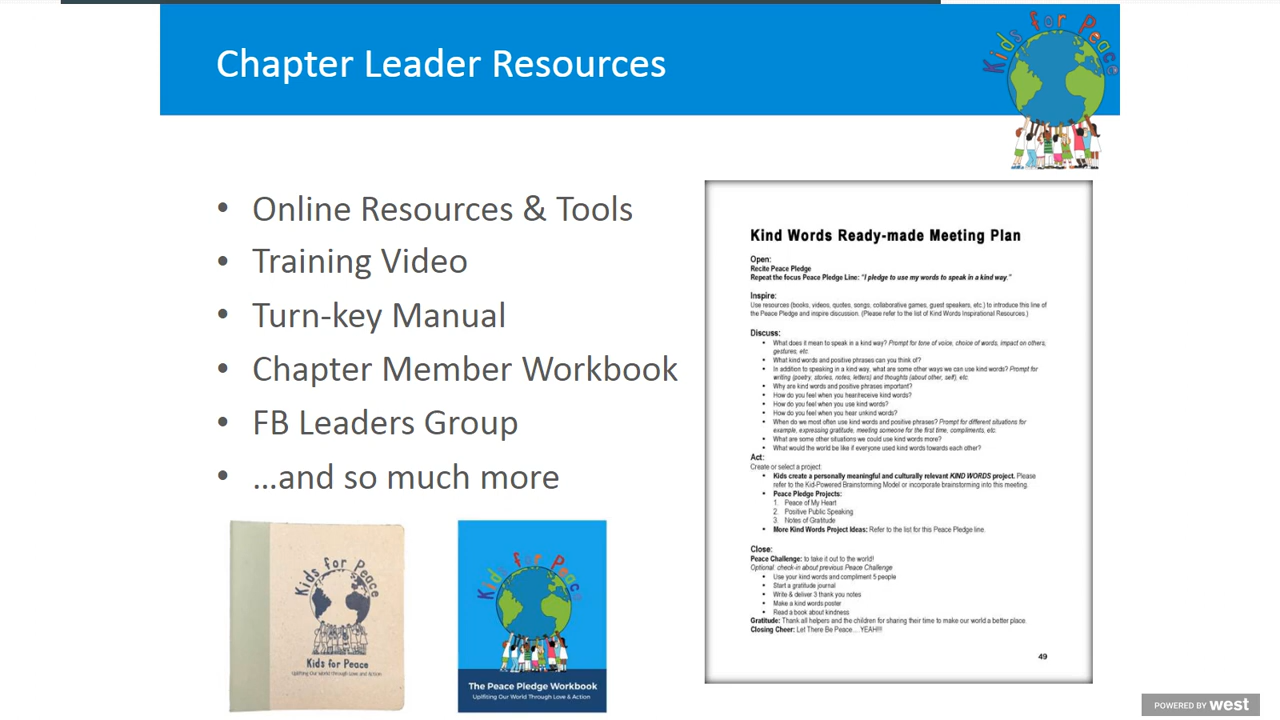 Chapter Leader Resources
Kids for Peace
• Online Resources & Tools
• Training Video
• Turn-key Manual
• Chapter Member Workbook
• FB Leaders Group
• ...and so much more
Kids for Peace
Kids for Peace
Uplifting Our World through Love and Action
Kids for Peace
The Peace Pledge Workbook
Uplifting Our World Through Love & Action
Kind Words Ready-made Meeting Plan
Open:
Recite Peace Pledge
Repeat the focus Peace Pledge Line: "I pledge to use my words to speak in a kind way."
Inspire:
Use resources (books, videos, quotes, songs, collaborative games, guest speakers, etc.) to introduce this line of
the Peace Pledge and inspire discussion. (Please refer to the list of Kind Words Inspirational Resources.)
Discuss:
• What does it mean to speak in a kind way? Prompt for tone of voice, choice of words, impact on others,
gestures, etc.
• What kind words and positive phrases can you think of?
• In addition to speaking in a kind way, what are some other ways we can use kind words? Prompt for
writing (poetry, stories, notes, letters) and thoughts (about other, self), etc.
• Why are kind words and positive phrases important?
• How do you feel when you hear/receive kind words?
• How do you feel when you use kind words?
• How do you feel when you hear unkind words?
• When do we most often use kind words and positive phrases? Prompt for different situations for
example, expressing gratitude, meeting someone for the first time, compliments, etc.
• What are some other situations we could use kind words more?
• What would the world be like if everyone used kind words towards each other?
Act:
Create or select a project:
• Kids create a personally meaningful and culturally relevant KIND WORDS project. Please
refer to the Kid-Powered Brainstorming Model or incorporate brainstorming into this meeting.
• Peace Pledge Projects:
1. Peace of My Heart
2. Positive Public Speaking
3. Notes of Gratitude
• More Kind Words Project Ideas: Refer to the list for this Peace Pledge line.
Close:
Peace Challenge: to take it out to the world!
Optional: check-in about previous Peace Challenge
• Use your kind words and compliment 5 people
• Start a gratitude journal
• Write & deliver 3 thank you notes
• Make a kind words poster
• Read a book about kindness
Gratitude: Thank all helpers and the children for sharing their time to make our world a better place.
Closing Cheer: Let There Be Peace... YEAH!!!
49
POWERED BY west